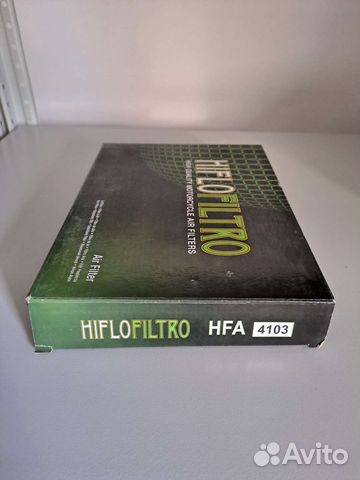 HIFLOFILTRO
HIGH QUALITY MOTORCYCLE AIR FILTERS
Air Filter
HIFLOFILTRO HFA 4103
Avito